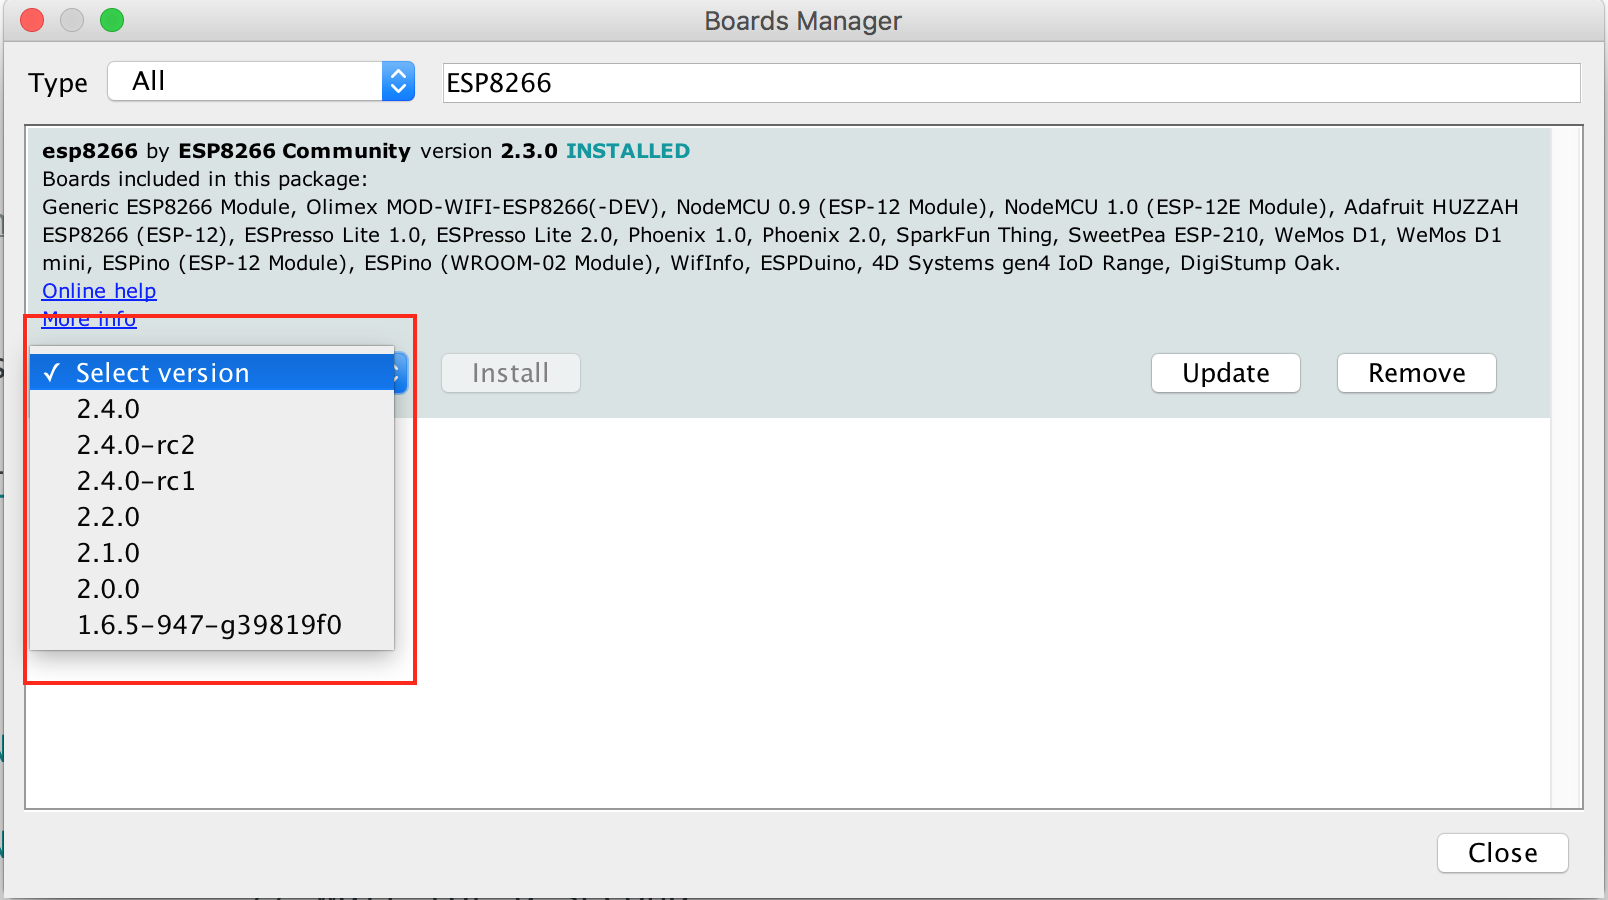 Boards Manager
Type All ESP8266
esp8266 by ESP8266 Community version 2.3.0 INSTALLED
Boards included in this package:
Generic ESP8266 Module, Olimex MOD-WIFI-ESP8266(-DEV), NodeMCU 0.9 (ESP-12 Module), NodeMCU 1.0 (ESP-12E Module), Adafruit HUZZAH
ESP8266 (ESP-12), ESPresso Lite 1.0, ESPresso Lite 2.0, Phoenix 1.0, Phoenix 2.0, SparkFun Thing, SweetPea ESP-210, WeMos D1, WeMos D1
mini, ESPino (ESP-12 Module), ESPino (WROOM-02 Module), WifInfo, ESPDuino, 4D Systems gen4 IoD Range, DigiStump Oak.
Online help
More info
✓ Select version Install Update Remove
2.4.0
2.4.0-rc2
2.4.0-rc1
2.2.0
2.1.0
2.0.0
1.6.5-947-g39819f0
Close